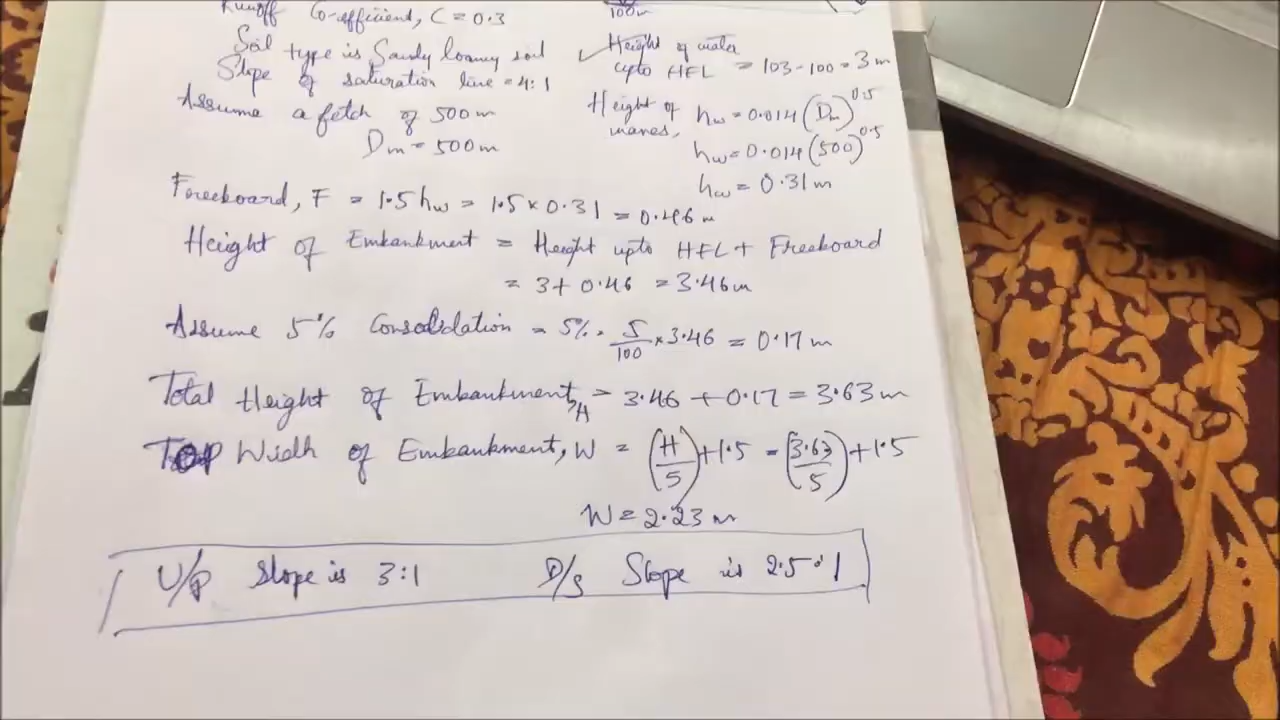 Runoff Co-efficient, C = 0.3
Soil type is Sandy loamy soil
Slope of saturation line = 4:1
Assume a fetch of 500m
Dm = 500m
100m
✓ Height of water upto HFL = 103 - 100 = 3m
Height of waves, hw = 0.014 (Dm)^0.5
hw = 0.014 (500)^0.5
hw = 0.31 m
Freeboard, F = 1.5 hw = 1.5 x 0.31 = 0.46 m
Height of Embankment = Height upto HFL + Freeboard
= 3 + 0.46 = 3.46m
Assume 5% Consolidation = 5% = 5/100 x 3.46 = 0.17 m
Total Height of Embankment, H = 3.46 + 0.17 = 3.63 m
TOP Width of Embankment, W = (H/5) + 1.5 = (3.63/5) + 1.5
W = 2.23 m
U/P Slope is 3:1 D/S Slope is 2.5:1